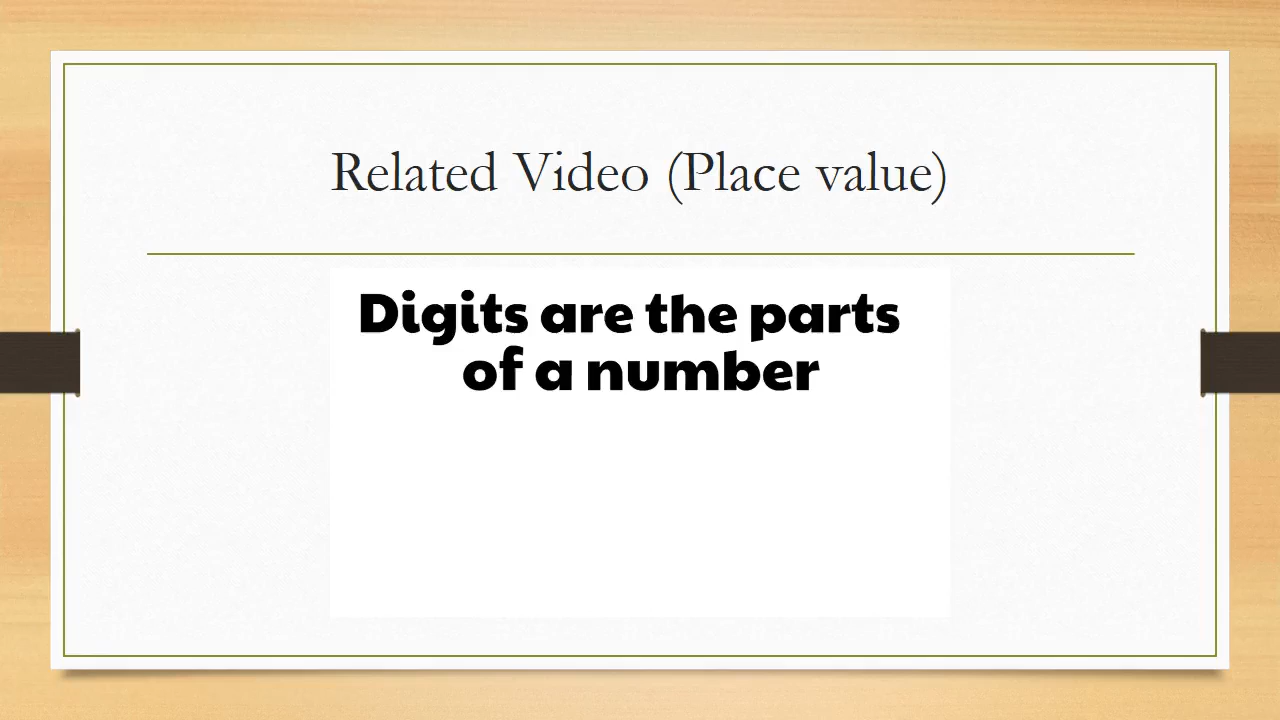 Related Video (Place value)
Digits are the parts
of a number